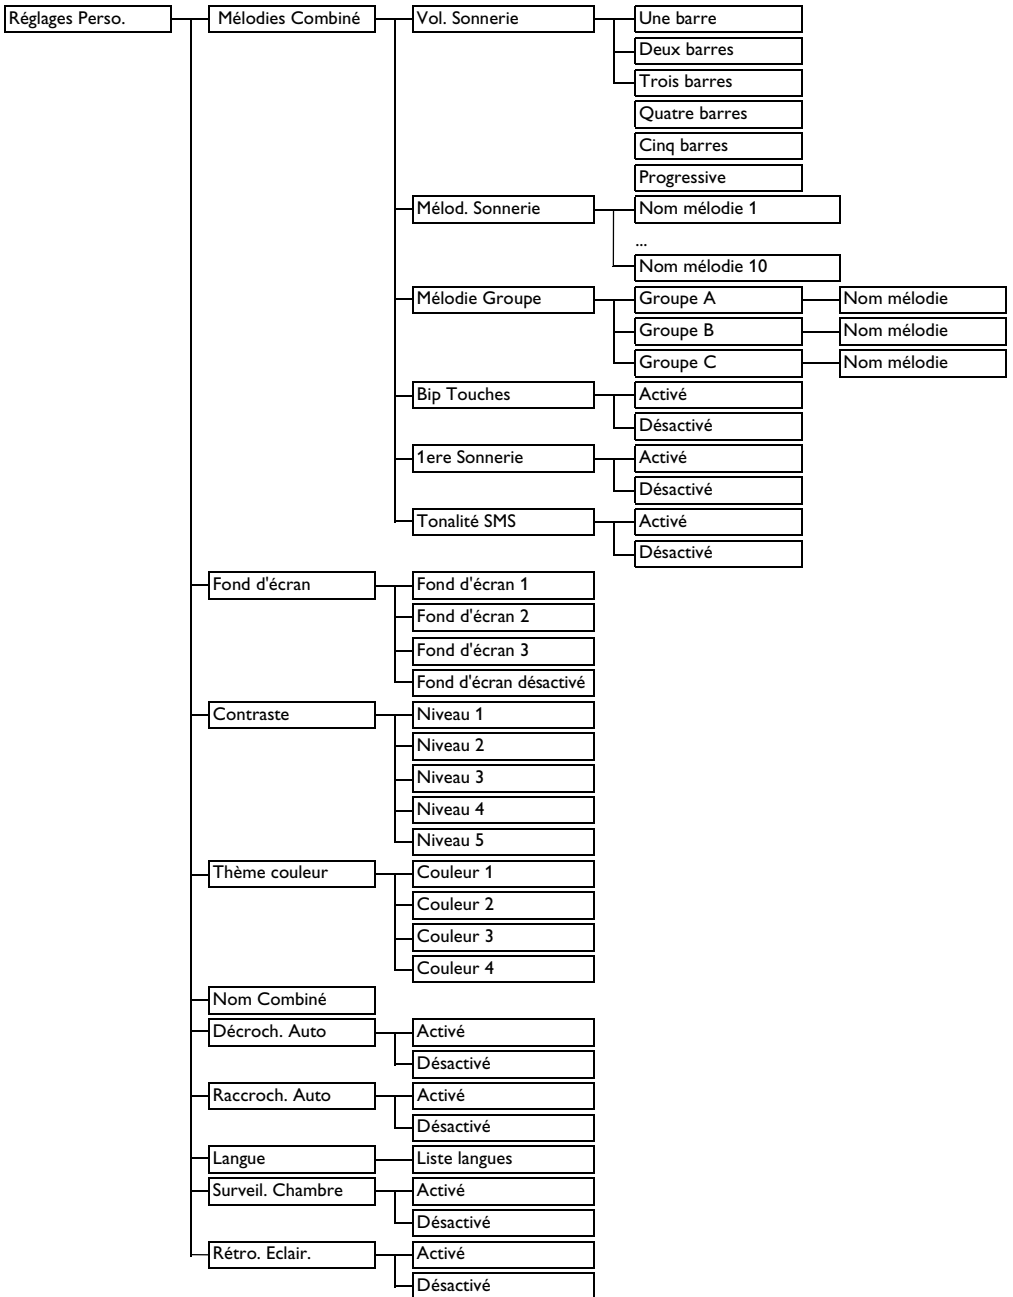 Réglages Perso.
Mélodies Combiné
Vol. Sonnerie
Une barre
Deux barres
Trois barres
Quatre barres
Cinq barres
Progressive
Mélod. Sonnerie
Nom mélodie 1
...
Nom mélodie 10
Mélodie Groupe
Groupe A
Nom mélodie
Groupe B
Nom mélodie
Groupe C
Nom mélodie
Bip Touches
Activé
Désactivé
1ere Sonnerie
Activé
Désactivé
Tonalité SMS
Activé
Désactivé
Fond d'écran
Fond d'écran 1
Fond d'écran 2
Fond d'écran 3
Fond d'écran désactivé
Contraste
Niveau 1
Niveau 2
Niveau 3
Niveau 4
Niveau 5
Thème couleur
Couleur 1
Couleur 2
Couleur 3
Couleur 4
Nom Combiné
Décroch. Auto
Activé
Désactivé
Raccroch. Auto
Activé
Désactivé
Langue
Liste langues
Surveil. Chambre
Activé
Désactivé
Rétro. Eclair.
Activé
Désactivé